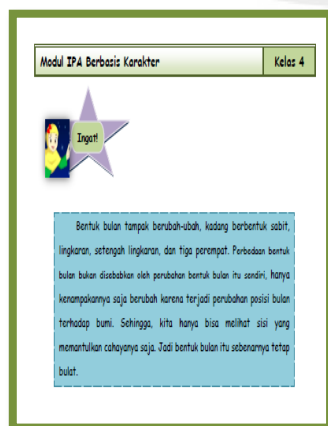 Modul IPA Berbasis Karakter
Kelas 4
Ingat!
Bentuk bulan tampak berubah-ubah, kadang berbentuk sabit,
lingkaran, setengah lingkaran, dan tiga perempat. Perbedaan bentuk
bulan bukan disebabkan oleh perubahan bentuk bulan itu sendiri, hanya
kenampakannya saja berubah karena terjadi perubahan posisi bulan
terhadap bumi. Sehingga, kita hanya bisa melihat sisi yang
memantulkan cahayanya saja. Jadi bentuk bulan itu sebenarnya tetap
bulat.